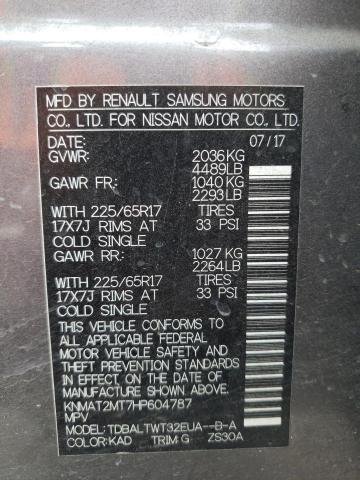 MFD BY RENAULT SAMSUNG MOTORS
CO., LTD. FOR NISSAN MOTOR CO., LTD.
DATE: 07/17
GVWR: 2036KG
4489LB
GAWR FR: 1040 KG
2293LB
WITH 225/65R17 TIRES
17X7J RIMS AT 33 PSI
COLD SINGLE
GAWR RR: 1027 KG
2264LB
WITH 225/65R17 TIRES
17X7J RIMS AT 33 PSI
COLD SINGLE
THIS VEHICLE CONFORMS TO
ALL APPLICABLE FEDERAL
MOTOR VEHICLE SAFETY AND
THEFT PREVENTION STANDARDS
IN EFFECT ON THE DATE OF
MANUFACTURE SHOWN ABOVE.
KNMAT2MT7HP604787
MPV
MODEL: TDBALTWT32EUA--B-A
COLOR:KAD TRIM:G ZS30A